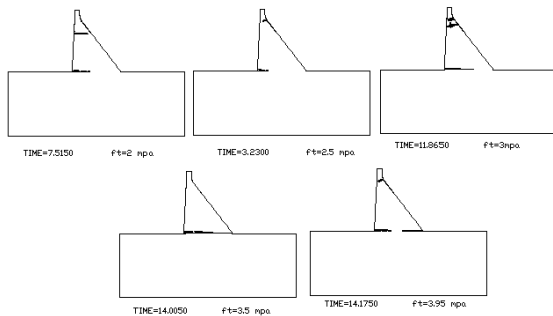 TIME=7.5150 ft=2 mpa
TIME=3.2300 ft=2.5 mpa
TIME=11.8650 ft=3mpa
TIME=14.0050 ft=3.5 mpa
TIME=14.1750 ft=3.95 mpa